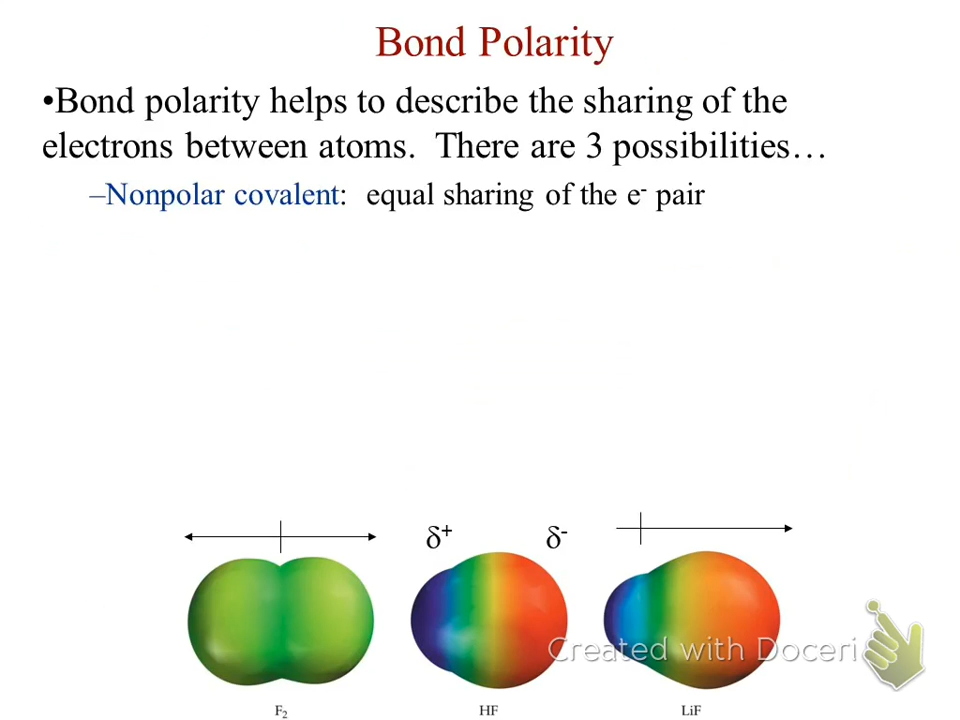 Bond Polarity
•Bond polarity helps to describe the sharing of the
electrons between atoms.  There are 3 possibilities…
–Nonpolar covalent:  equal sharing of the e⁻ pair
δ⁺ δ⁻
Created with Doceri
F₂ HF LiF